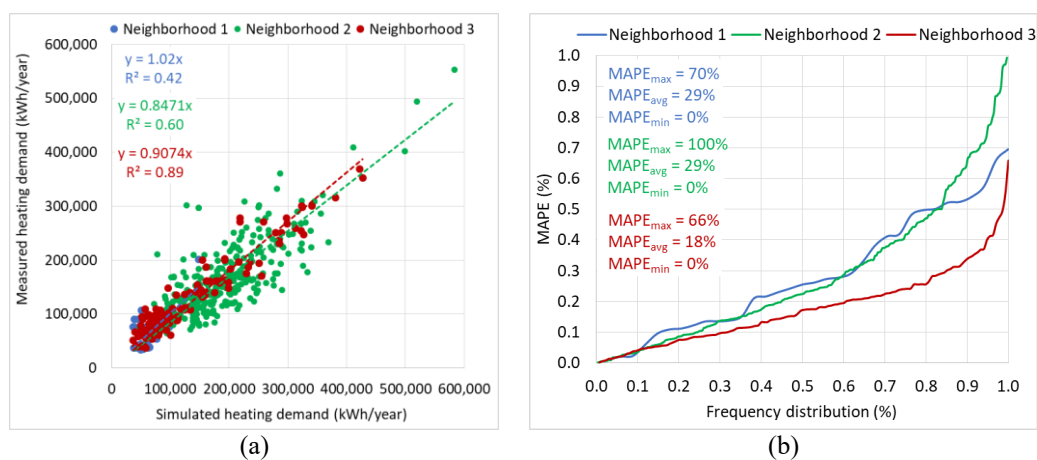 Neighborhood 1 Neighborhood 2 Neighborhood 3
600,000
500,000
400,000
300,000
200,000
100,000
0
y = 1.02x
R² = 0.42
y = 0.8471x
R² = 0.60
y = 0.9074x
R² = 0.89
Measured heating demand (kWh/year)
0 100,000 200,000 300,000 400,000 500,000 600,000
Simulated heating demand (kWh/year)
(a)
Neighborhood 1 Neighborhood 2 Neighborhood 3
1.0
0.9
0.8
0.7
0.6
0.5
0.4
0.3
0.2
0.1
0.0
MAPEmax = 70%
MAPEavg = 29%
MAPEmin = 0%
MAPEmax = 100%
MAPEavg = 29%
MAPEmin = 0%
MAPEmax = 66%
MAPEavg = 18%
MAPEmin = 0%
MAPE (%)
0.0 0.1 0.2 0.3 0.4 0.5 0.6 0.7 0.8 0.9 1.0
Frequency distribution (%)
(b)